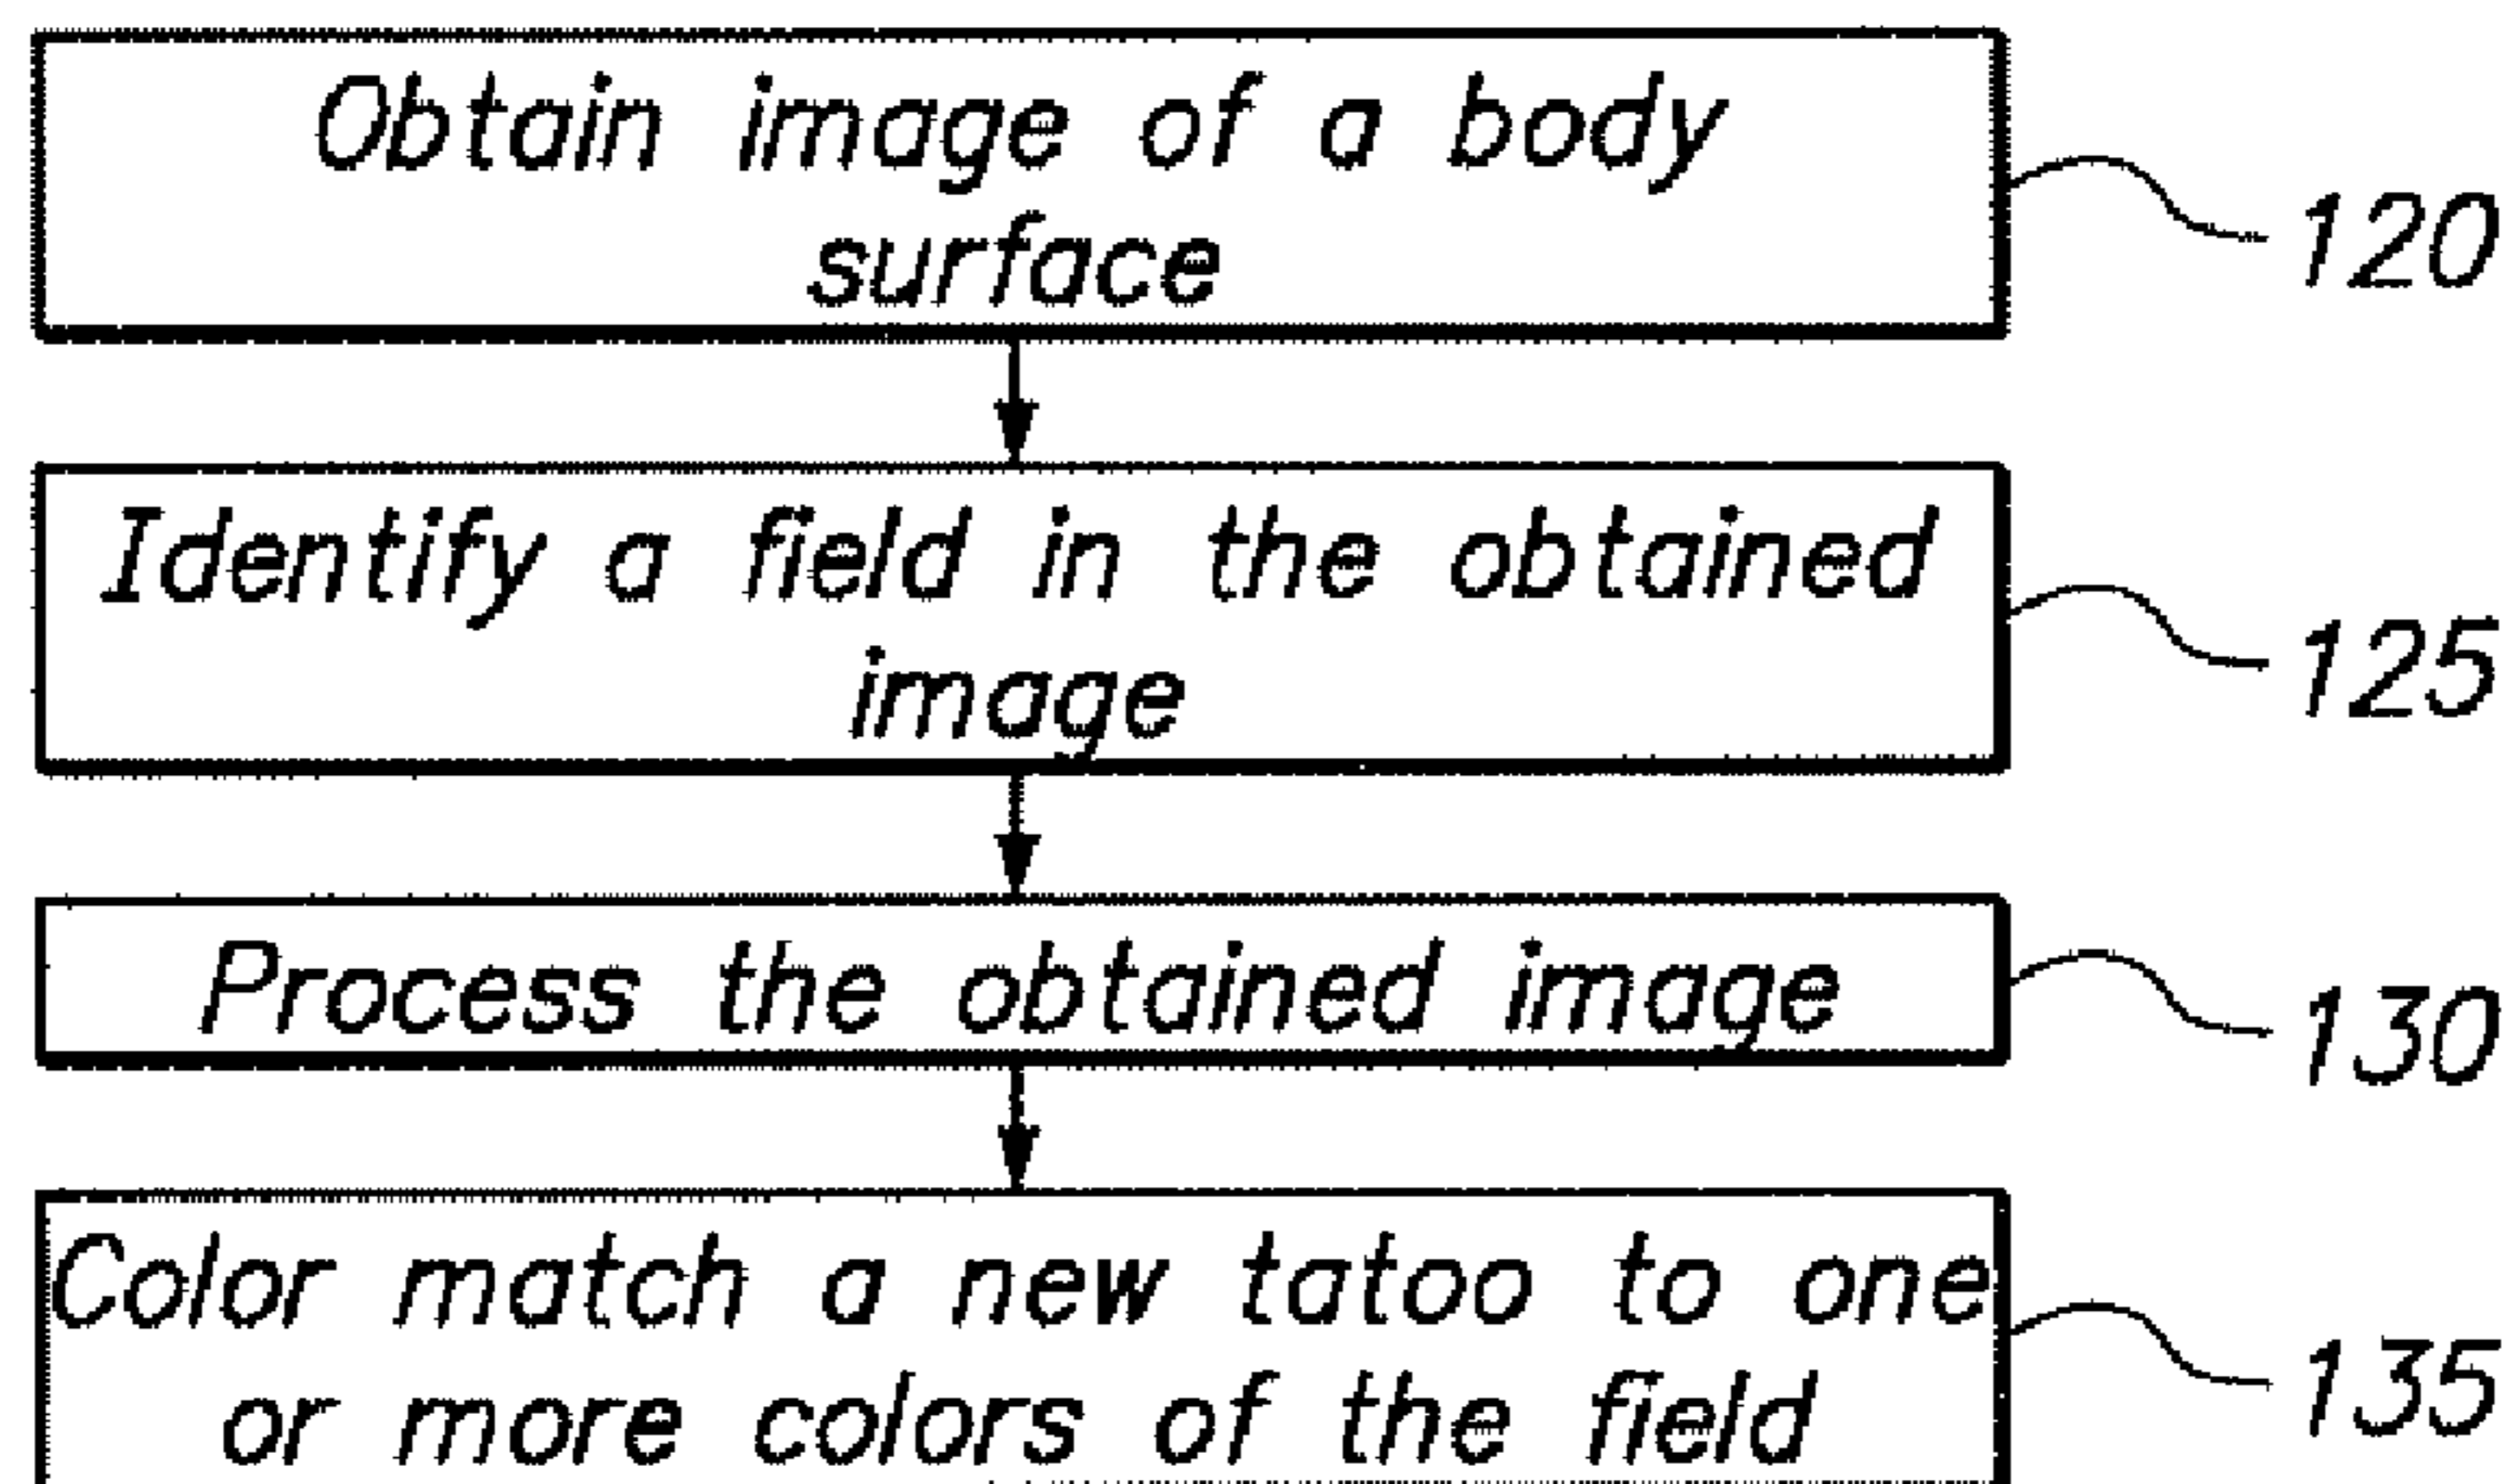 Obtain image of a body
surface
120
Identify a field in the obtained
image
125
Process the obtained image
130
Color match a new tatoo to one
or more colors of the field
135